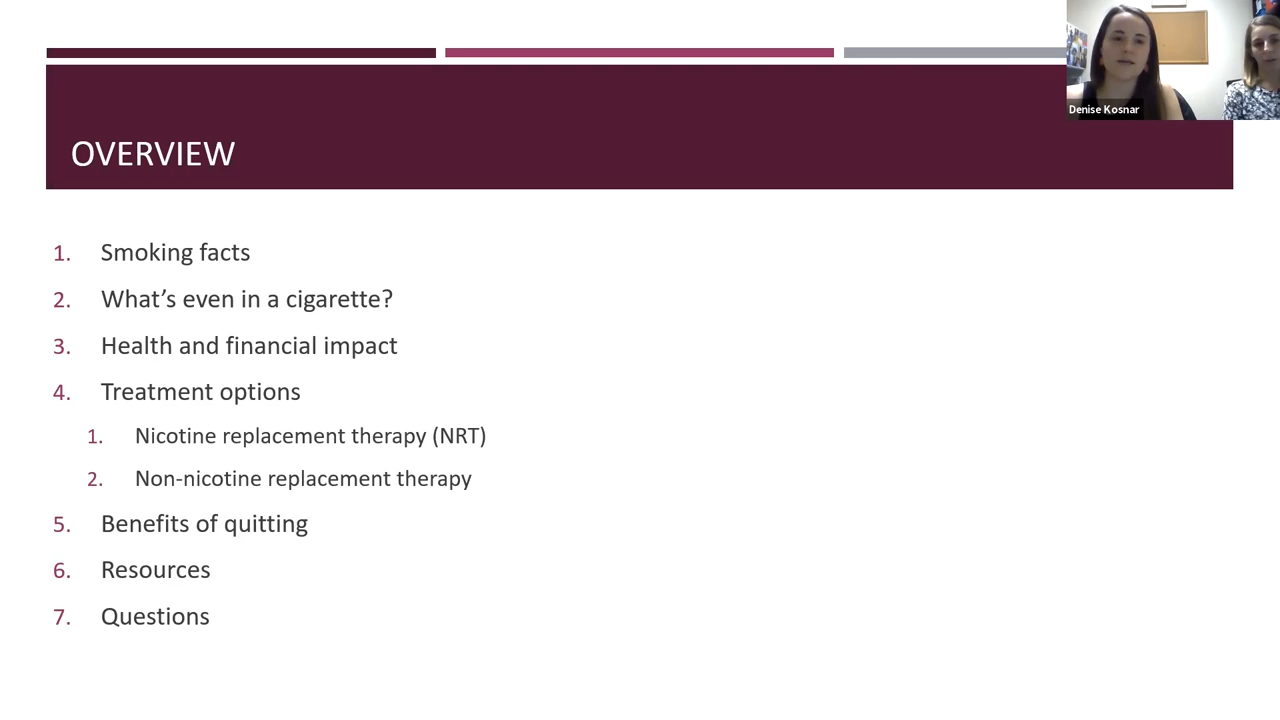 OVERVIEW
Denise Kosnar
1. Smoking facts
2. What’s even in a cigarette?
3. Health and financial impact
4. Treatment options
1. Nicotine replacement therapy (NRT)
2. Non-nicotine replacement therapy
5. Benefits of quitting
6. Resources
7. Questions